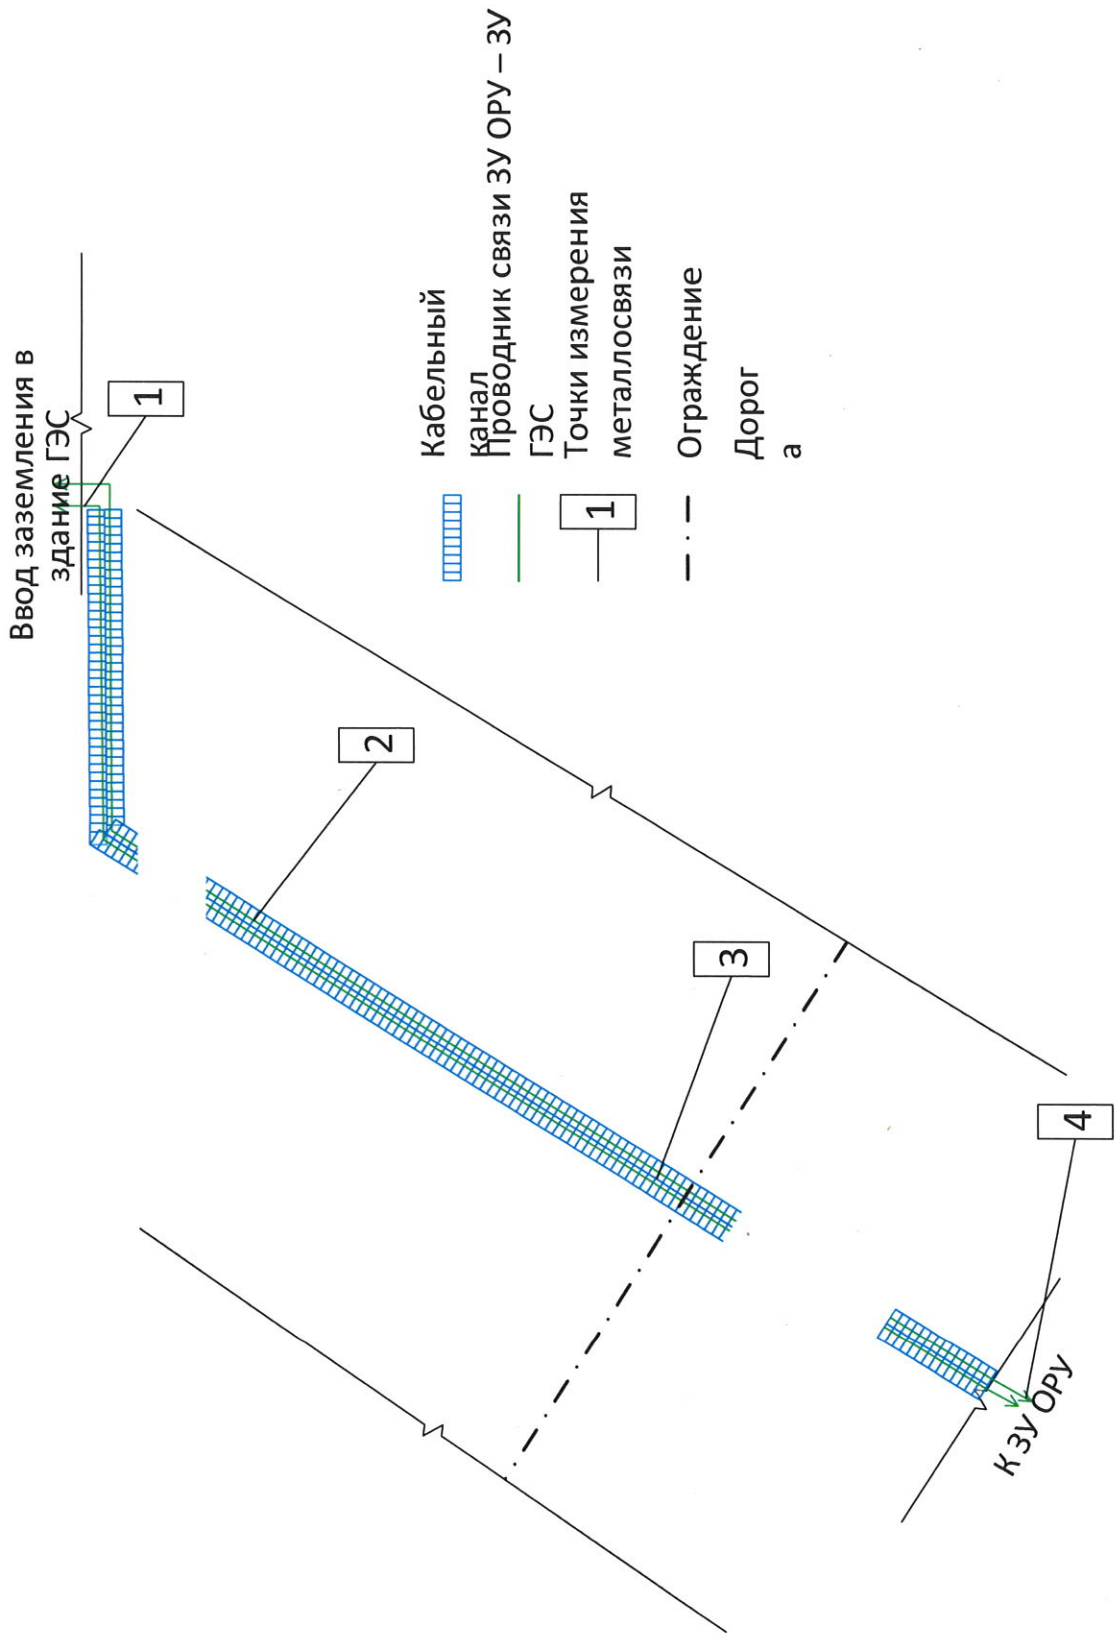 Ввод заземления в
здание ГЭС
1
2
3
4
К ЗУ ОРУ
Кабельный
канал
Проводник связи ЗУ ОРУ – ЗУ
ГЭС
1
Точки измерения
металлосвязи
Ограждение
Дорог
а